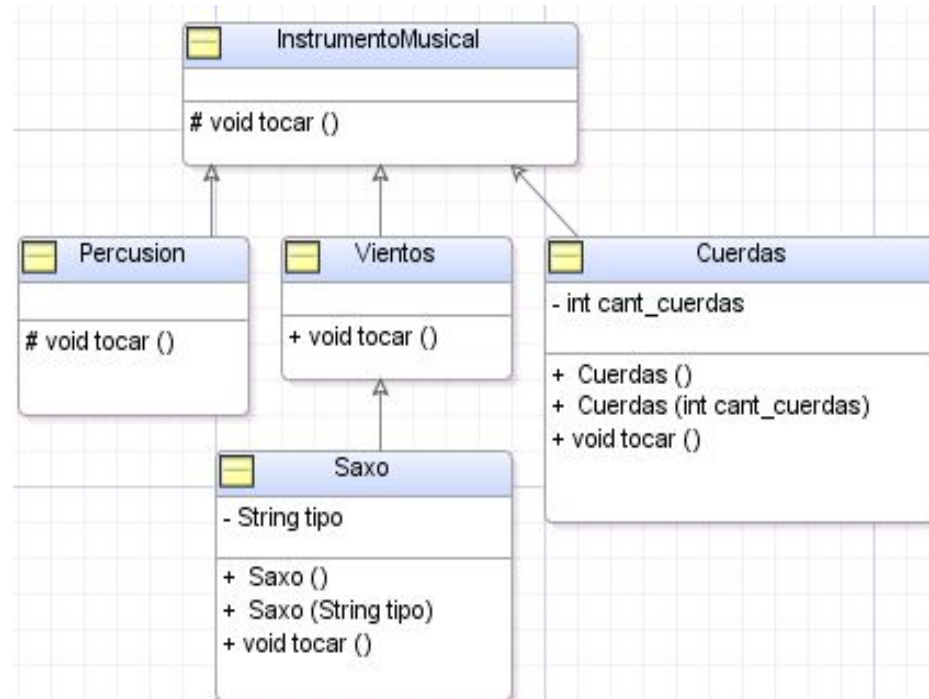 InstrumentoMusical
# void tocar ()
Percusion
# void tocar ()
Vientos
+ void tocar ()
Cuerdas
- int cant_cuerdas
+ Cuerdas ()
+ Cuerdas (int cant_cuerdas)
+ void tocar ()
Saxo
- String tipo
+ Saxo ()
+ Saxo (String tipo)
+ void tocar ()